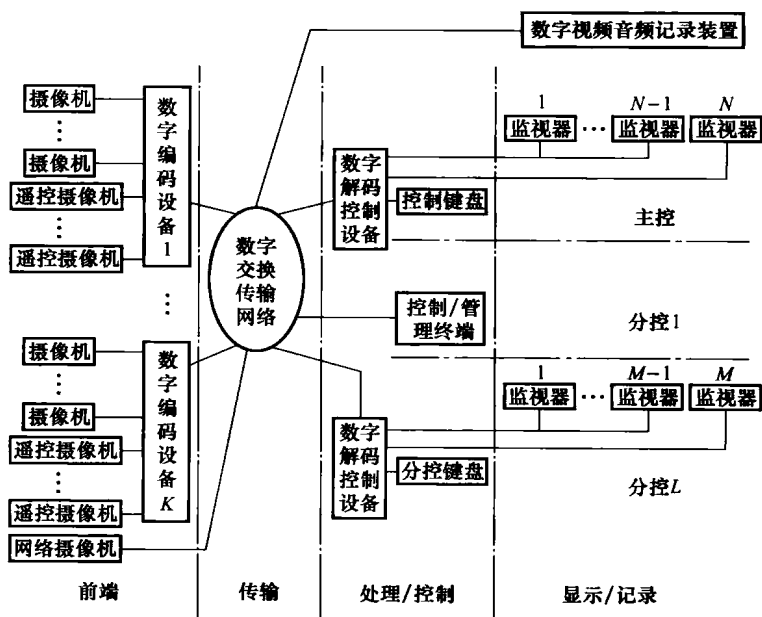 数字视频音频记录装置
摄像机
⋮
摄像机
遥控摄像机
⋮
遥控摄像机
数字编码设备1
⋮
摄像机
⋮
摄像机
遥控摄像机
⋮
遥控摄像机
数字编码设备K
网络摄像机
数字
交换
传输
网络
数字
解码
控制
设备
控制键盘
1
N-1
N
监视器 … 监视器 监视器
主控
控制/管
理终端
分控1
数字
解码
控制
设备
分控键盘
1
M-1
M
监视器 … 监视器 监视器
分控L
前端
传输
处理/控制
显示/记录